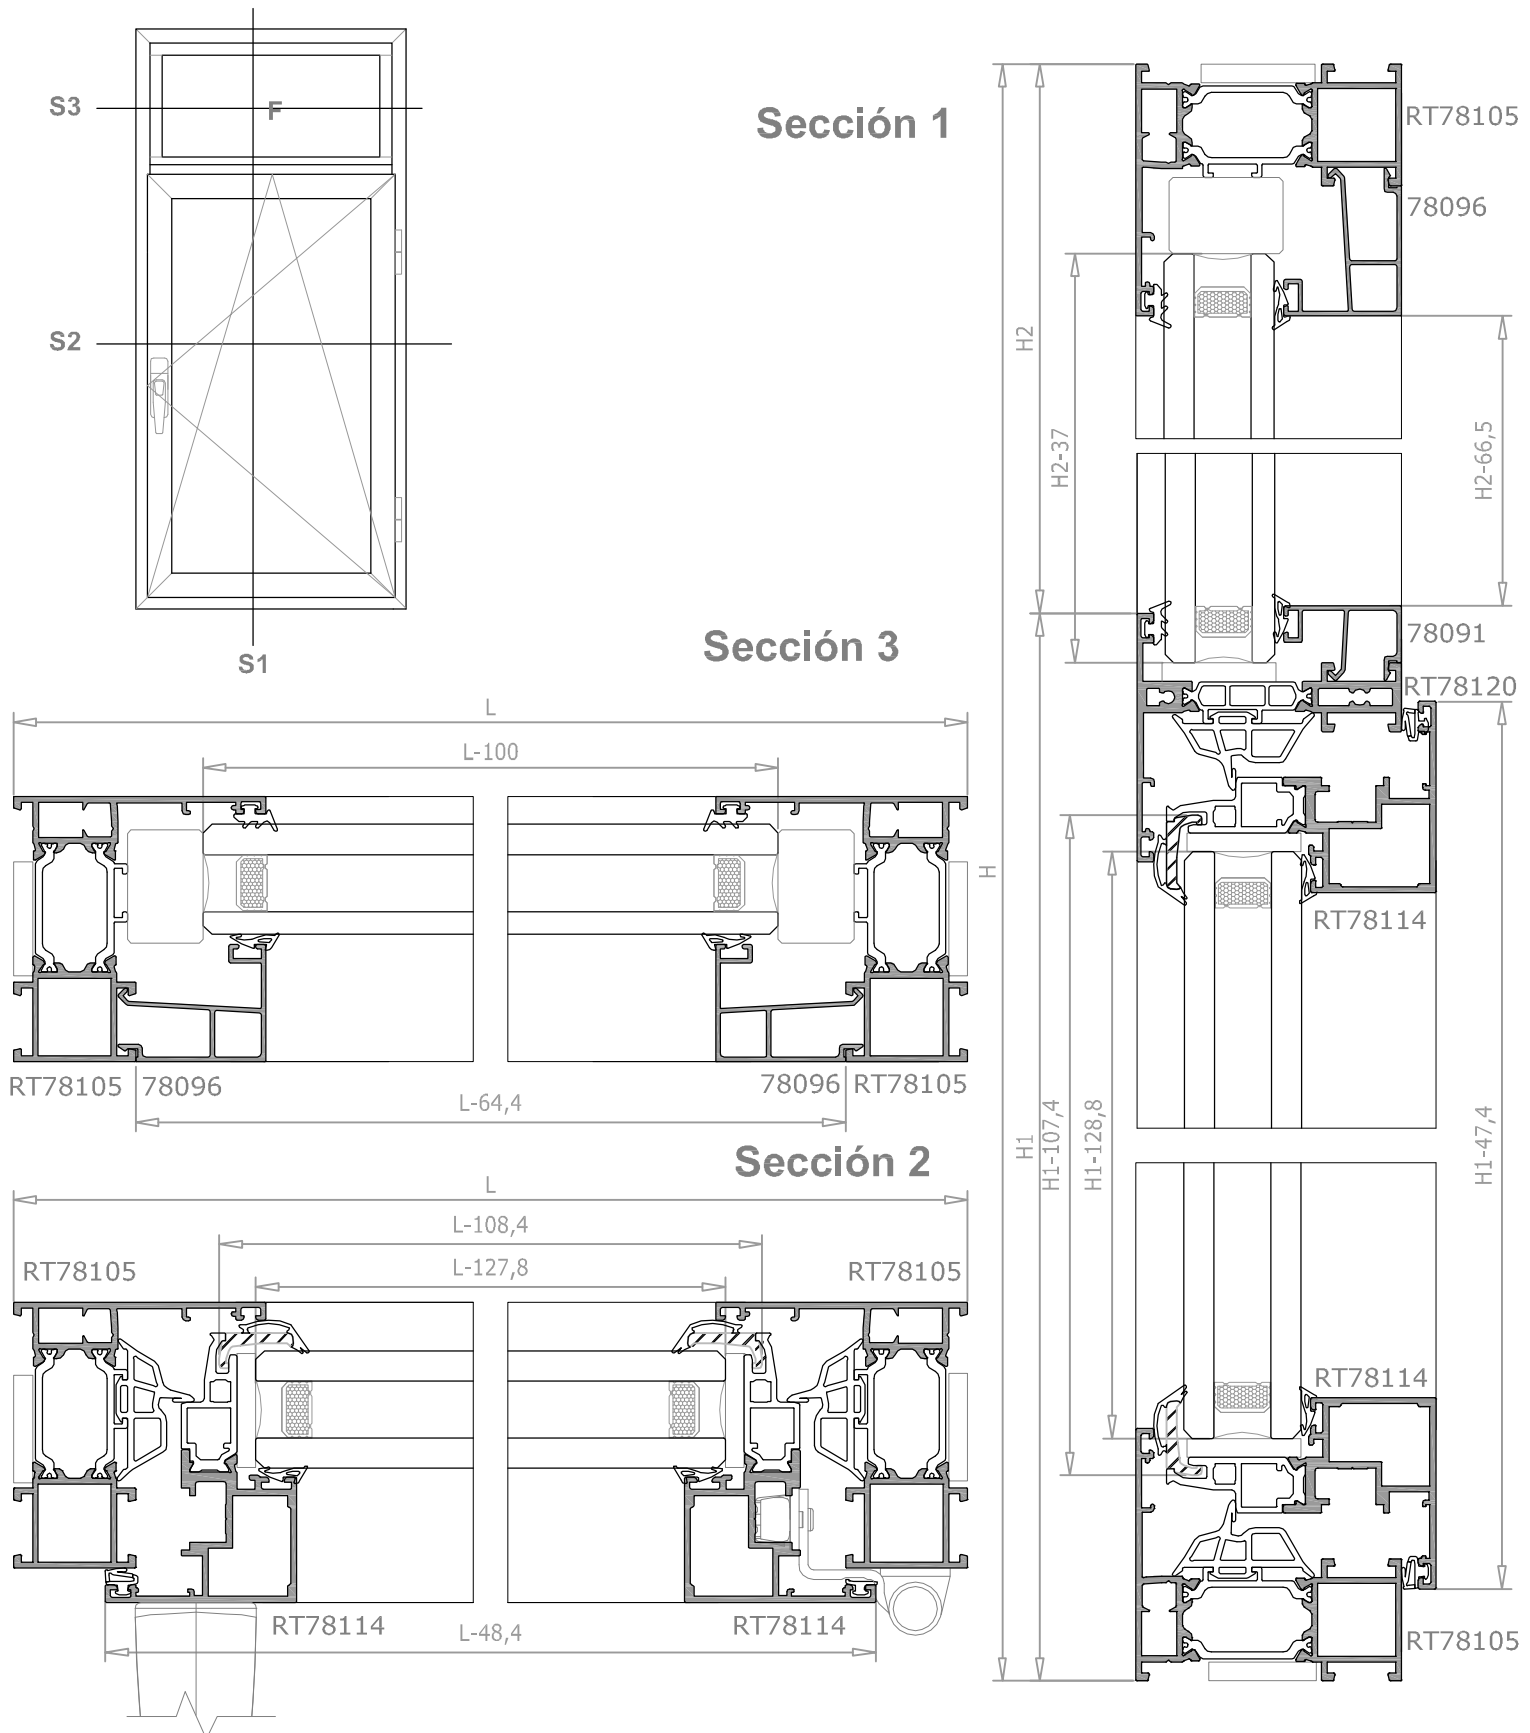 S3
F
S2
S1
Sección 1
RT78105
78096
H2
H2-37
H2-66,5
78091
RT78120
RT78114
H
H1
H1-107,4
H1-128,8
H1-47,4
RT78114
RT78105
Sección 3
L
L-100
RT78105 78096 78096 RT78105
L-64,4
Sección 2
L
L-108,4
RT78105 RT78105
L-127,8
RT78114 RT78114
L-48,4